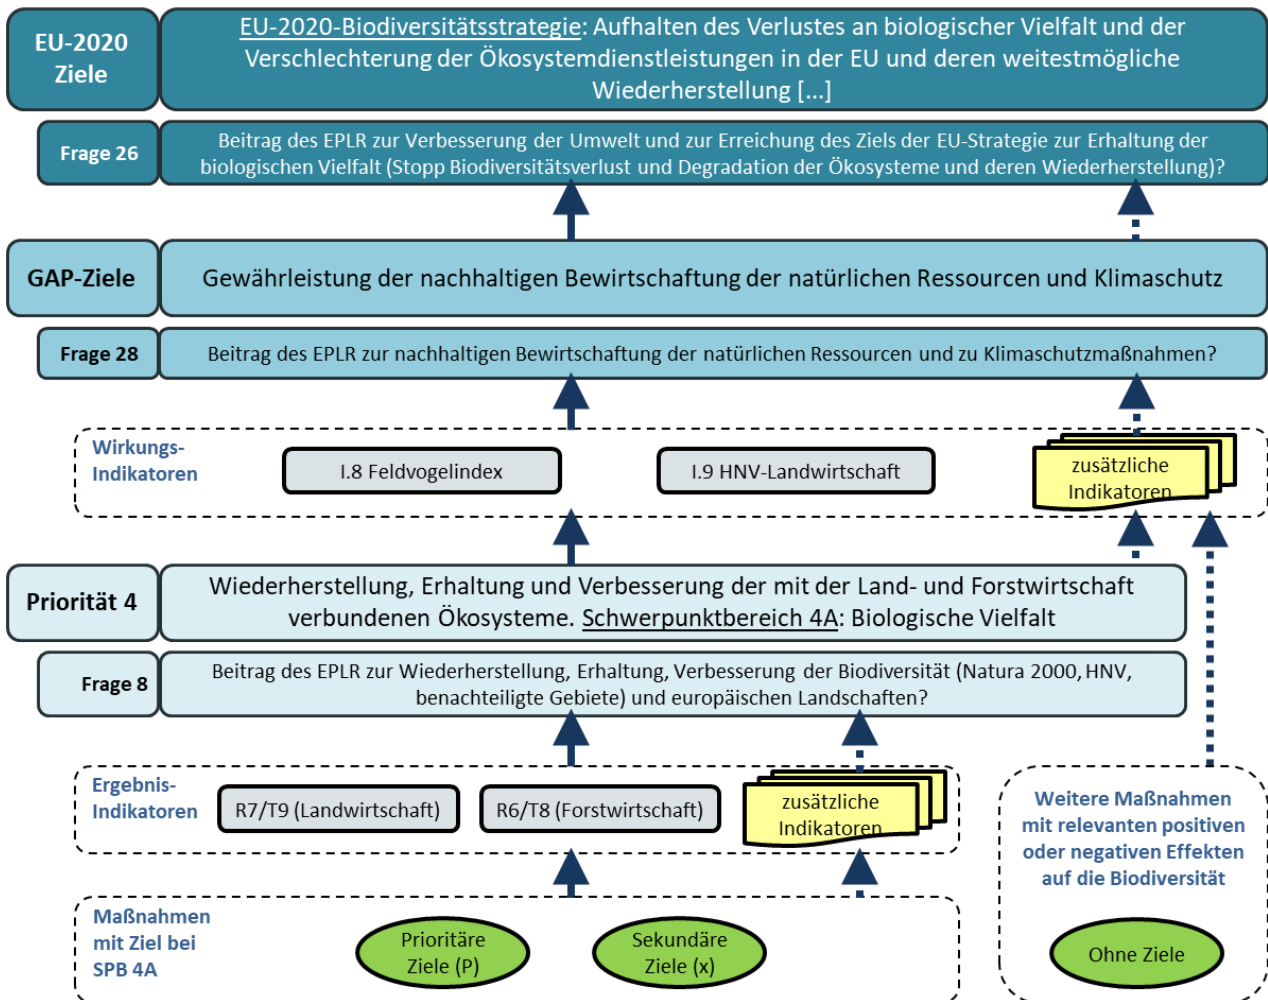 EU-2020
Ziele
EU-2020-Biodiversitätsstrategie: Aufhalten des Verlustes an biologischer Vielfalt und der
Verschlechterung der Ökosystemdienstleistungen in der EU und deren weitestmögliche
Wiederherstellung [...]
Frage 26
Beitrag des EPLR zur Verbesserung der Umwelt und zur Erreichung des Ziels der EU-Strategie zur Erhaltung der
biologischen Vielfalt (Stopp Biodiversitätsverlust und Degradation der Ökosysteme und deren Wiederherstellung)?
GAP-Ziele
Gewährleistung der nachhaltigen Bewirtschaftung der natürlichen Ressourcen und Klimaschutz
Frage 28
Beitrag des EPLR zur nachhaltigen Bewirtschaftung der natürlichen Ressourcen und zu Klimaschutzmaßnahmen?
Wirkungs-
Indikatoren
I.8 Feldvogelindex
I.9 HNV-Landwirtschaft
zusätzliche
Indikatoren
Priorität 4
Wiederherstellung, Erhaltung und Verbesserung der mit der Land- und Forstwirtschaft
verbundenen Ökosysteme. Schwerpunktbereich 4A: Biologische Vielfalt
Frage 8
Beitrag des EPLR zur Wiederherstellung, Erhaltung, Verbesserung der Biodiversität (Natura 2000, HNV,
benachteiligte Gebiete) und europäischen Landschaften?
Ergebnis-
Indikatoren
R7/T9 (Landwirtschaft)
R6/T8 (Forstwirtschaft)
zusätzliche
Indikatoren
Weitere Maßnahmen
mit relevanten positiven
oder negativen Effekten
auf die Biodiversität
Maßnahmen
mit Ziel bei
SPB 4A
Prioritäre
Ziele (P)
Sekundäre
Ziele (x)
Ohne Ziele